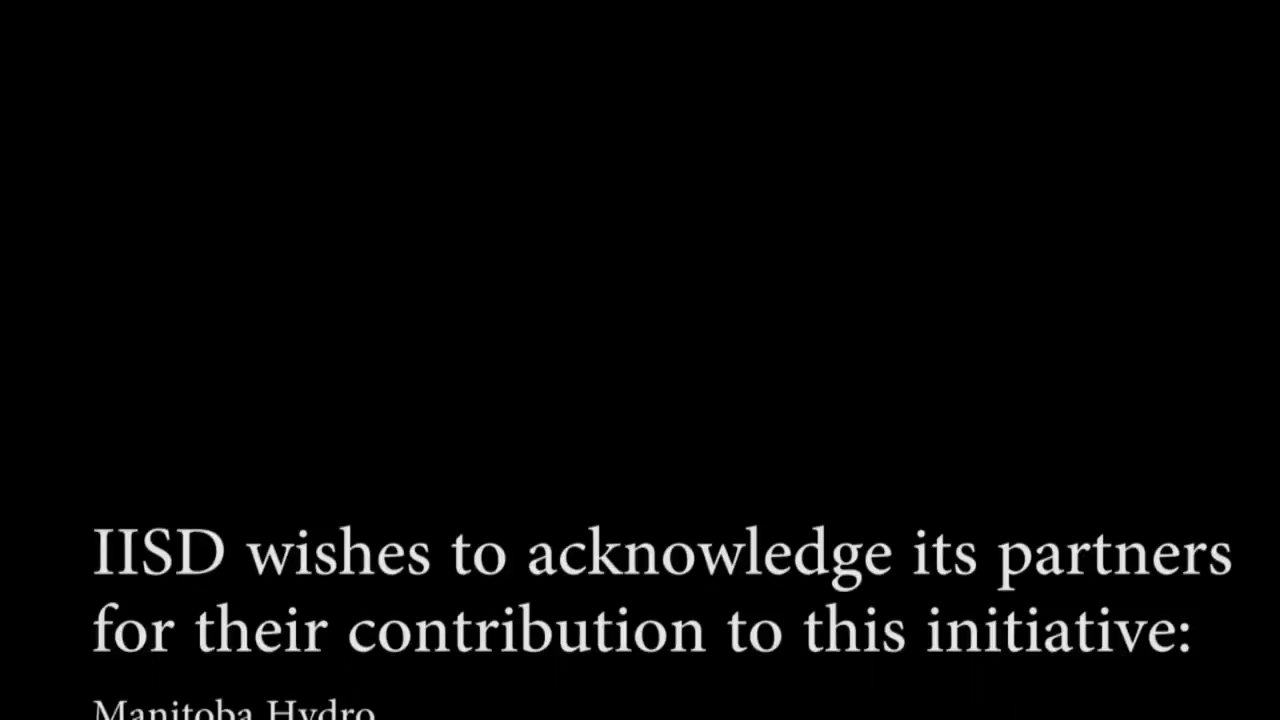 IISD wishes to acknowledge its partners
for their contribution to this initiative:
Manitoba Hydro